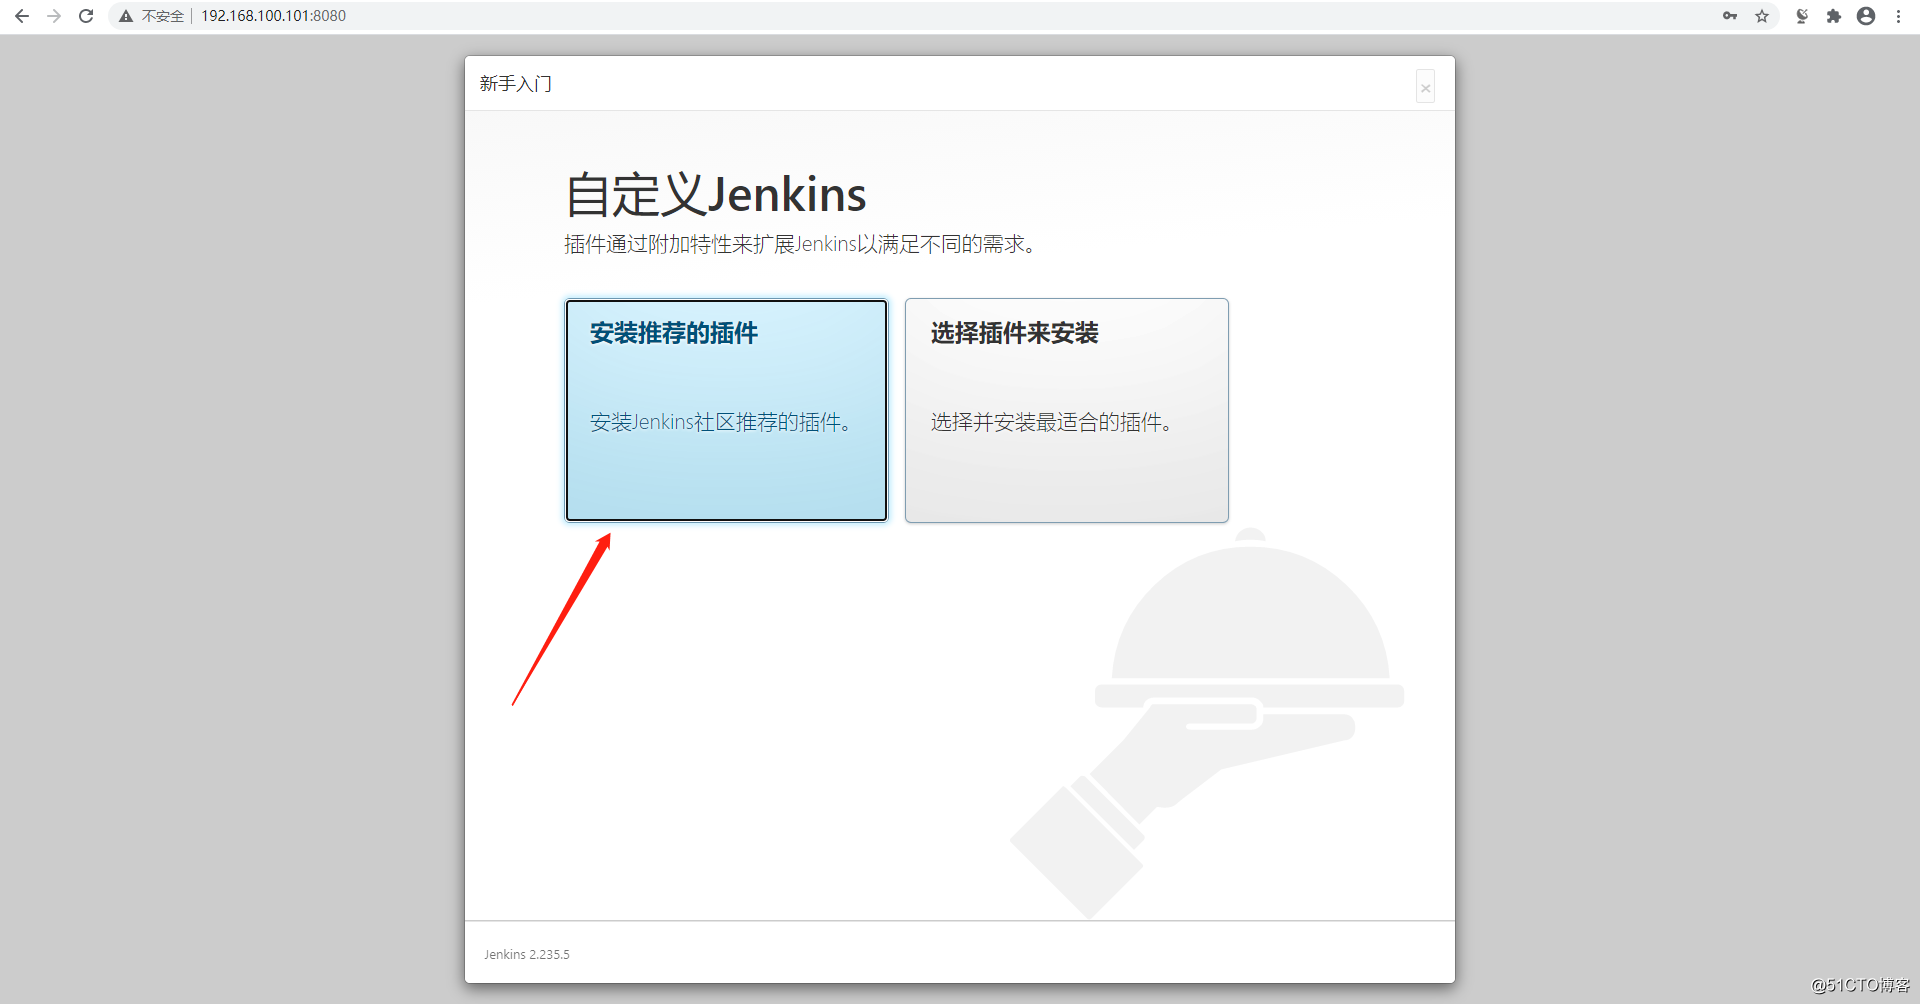 不安全 192.168.100.101:8080
新手入门
×
自定义Jenkins
插件通过附加特性来扩展Jenkins以满足不同的需求。
安装推荐的插件
安装Jenkins社区推荐的插件。
选择插件来安装
选择并安装最适合的插件。
Jenkins 2.235.5
@51CTO博客